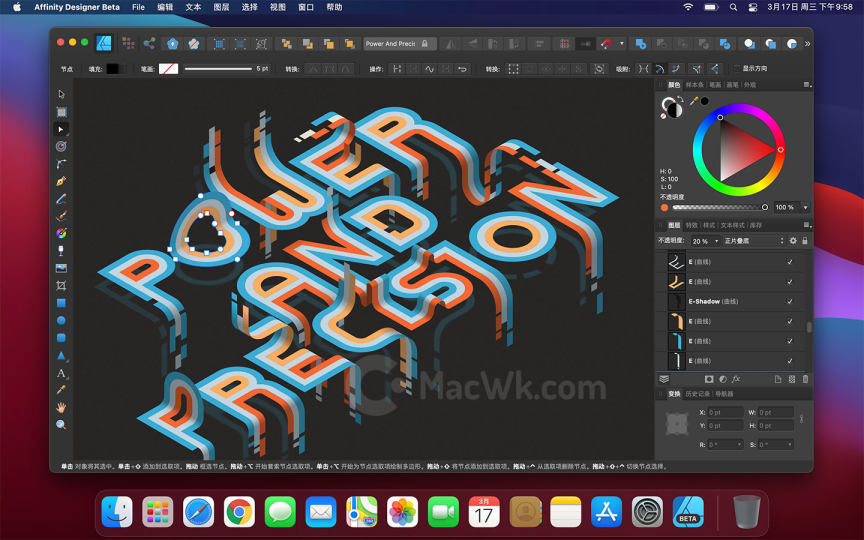 Affinity Designer Beta File 编辑 文本 图层 选择 视图 窗口 帮助 3月17日 周三 下午9:58
Power And Precis
节点 填充: 笔画: 5 pt 转换: 操作: 转换: 吸附: 显示方向
颜色 样本条 笔画 画笔 外观
H: 0
S: 100
L: 0
不透明度
100 %
图层 特效 样式 文本样式 库存
不透明度: 20 % 正片叠底
E (曲线)
E (曲线)
E-Shadow (曲线)
E (曲线)
E (曲线)
E (曲线)
fx
变换 历史记录 导航器
X: 0 pt W: 0 pt
Y: 0 pt H: 0 pt
R: 0 ° S: 0 °
POWER
AND
PRECISION
MacWk.com
单击 对象将其选中。 单击+⇧ 添加到选取项。 拖动 框选节点。 拖动+⌥ 开始套索节点选取项。 单击+⌥ 开始为节点选取项绘制多边形。 拖动+⇧ 将节点添加到选取项。 拖动+⌃ 从选取项删除节点。 拖动+⇧+⌃ 切换节点选择。
3月
17
BETA